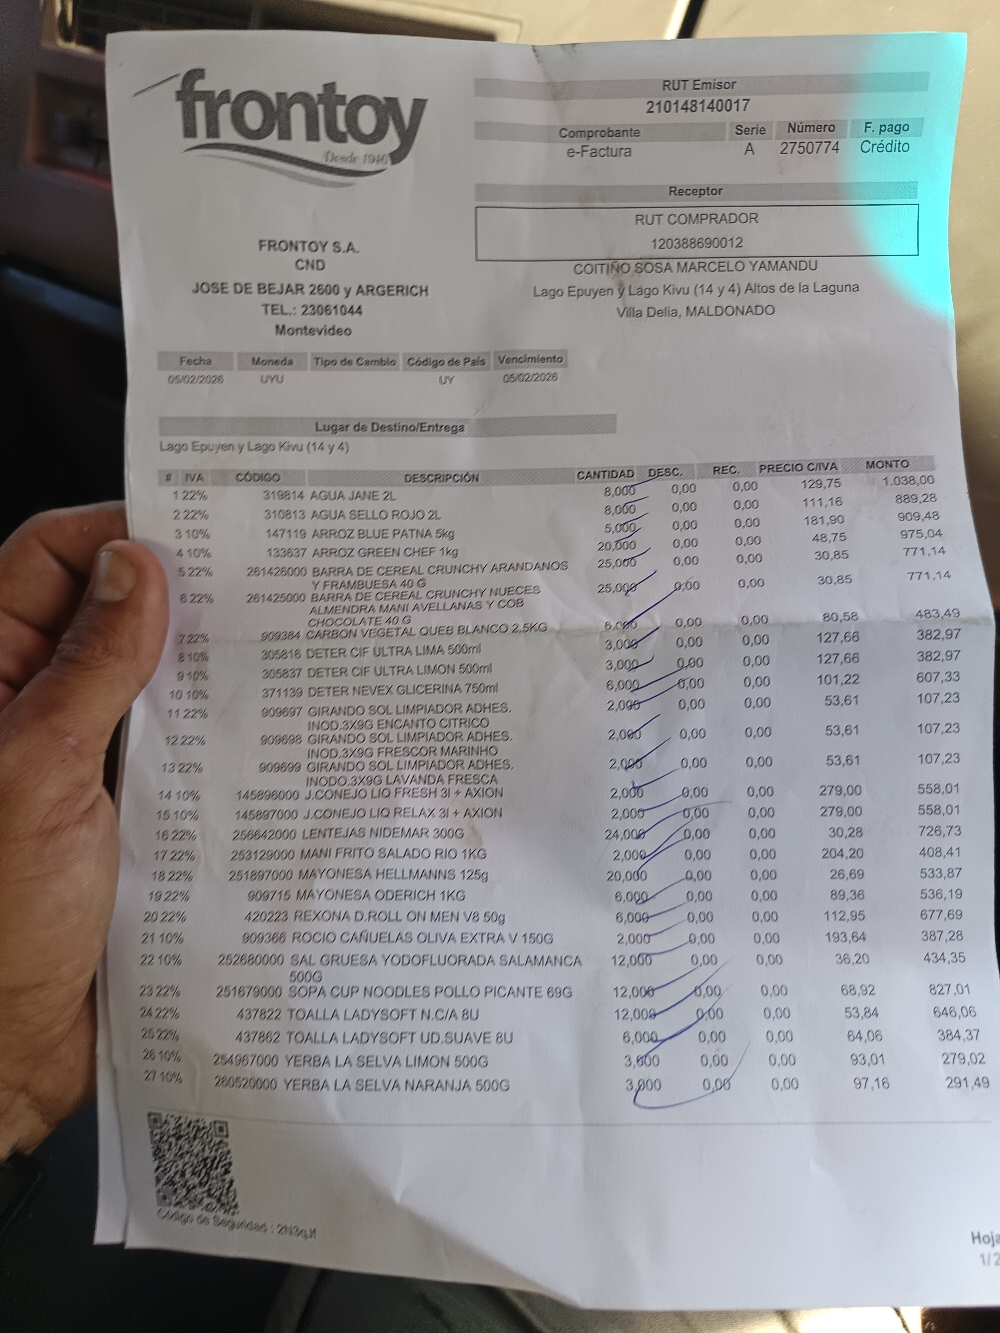 frontoy
Desde 1946
RUT Emisor
210148140017
Comprobante Serie Número F. pago
e-Factura A 2750774 Crédito
Receptor
RUT COMPRADOR
120388690012
COITIÑO SOSA MARCELO YAMANDU
Lago Epuyen y Lago Kivu (14 y 4) Altos de la Laguna
Villa Delia, MALDONADO
FRONTOY S.A.
CND
JOSE DE BEJAR 2600 y ARGERICH
TEL.: 23061044
Montevideo
Fecha Moneda Tipo de Cambio Código de País Vencimiento
05/02/2026 UYU UY 05/02/2026
Lugar de Destino/Entrega
Lago Epuyen y Lago Kivu (14 y 4)
# IVA CÓDIGO DESCRIPCIÓN CANTIDAD DESC. REC. PRECIO C/IVA MONTO
1 22% 319814 AGUA JANE 2L 8,000 0,00 0,00 129,75 1.038,00
2 22% 310813 AGUA SELLO ROJO 2L 8,000 0,00 0,00 111,16 889,28
3 10% 147119 ARROZ BLUE PATNA 5kg 5,000 0,00 0,00 181,90 909,48
4 10% 133637 ARROZ GREEN CHEF 1kg 20,000 0,00 0,00 48,75 975,04
5 22% 261426000 BARRA DE CEREAL CRUNCHY ARANDANOS 25,000 0,00 0,00 30,85 771,14
Y FRAMBUESA 40 G
6 22% 261425000 BARRA DE CEREAL CRUNCHY NUECES 25,000 0,00 0,00 30,85 771,14
ALMENDRA MANI AVELLANAS Y COB
CHOCOLATE 40 G
7 22% 909384 CARBON VEGETAL QUEB BLANCO 2.5KG 6,000 0,00 0,00 80,58 483,49
8 10% 305816 DETER CIF ULTRA LIMA 500ml 3,000 0,00 0,00 127,66 382,97
9 10% 305837 DETER CIF ULTRA LIMON 500ml 3,000 0,00 0,00 127,66 382,97
10 10% 371139 DETER NEVEX GLICERINA 750ml 6,000 0,00 0,00 101,22 607,33
11 22% 909697 GIRANDO SOL LIMPIADOR ADHES. 2,000 0,00 0,00 53,61 107,23
INOD.3X9G ENCANTO CITRICO
12 22% 909698 GIRANDO SOL LIMPIADOR ADHES. 2,000 0,00 0,00 53,61 107,23
INOD.3X9G FRESCOR MARINHO
13 22% 909699 GIRANDO SOL LIMPIADOR ADHES. 2,000 0,00 0,00 53,61 107,23
INODO.3X9G LAVANDA FRESCA
14 10% 145896000 J.CONEJO LIQ FRESH 3l + AXION 2,000 0,00 0,00 279,00 558,01
15 10% 145897000 J.CONEJO LIQ RELAX 3l + AXION 2,000 0,00 0,00 279,00 558,01
16 22% 256642000 LENTEJAS NIDEMAR 300G 24,000 0,00 0,00 30,28 726,73
17 22% 253129000 MANI FRITO SALADO RIO 1KG 2,000 0,00 0,00 204,20 408,41
18 22% 251897000 MAYONESA HELLMANNS 125g 20,000 0,00 0,00 26,69 533,87
19 22% 909715 MAYONESA ODERICH 1KG 6,000 0,00 0,00 89,36 536,19
20 22% 420223 REXONA D.ROLL ON MEN V8 50g 6,000 0,00 0,00 112,95 677,69
21 10% 909366 ROCIO CAÑUELAS OLIVA EXTRA V 150G 2,000 0,00 0,00 193,64 387,28
22 10% 252680000 SAL GRUESA YODOFLUORADA SALAMANCA 12,000 0,00 0,00 36,20 434,35
500G
23 22% 251679000 SOPA CUP NOODLES POLLO PICANTE 69G 12,000 0,00 0,00 68,92 827,01
24 22% 437822 TOALLA LADYSOFT N.C/A 8U 12,000 0,00 0,00 53,84 646,06
25 22% 437862 TOALLA LADYSOFT UD.SUAVE 8U 6,000 0,00 0,00 64,06 384,37
26 10% 254967000 YERBA LA SELVA LIMON 500G 3,000 0,00 0,00 93,01 279,02
27 10% 260520000 YERBA LA SELVA NARANJA 500G 3,000 0,00 0,00 97,16 291,49
Código de Seguridad : 2N3qJf
Hoja
1/2